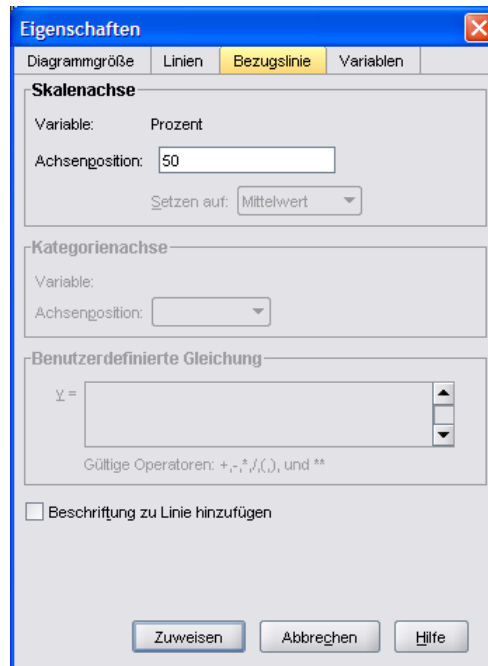 Eigenschaften
Diagrammgröße Linien Bezugslinie Variablen
Skalenachse
Variable: Prozent
Achsenposition: 50
Setzen auf: Mittelwert
Kategorienachse
Variable:
Achsenposition:
Benutzerdefinierte Gleichung
y =
Gültige Operatoren: +,-,*,/,(,), und **
Beschriftung zu Linie hinzufügen
Zuweisen Abbrechen Hilfe